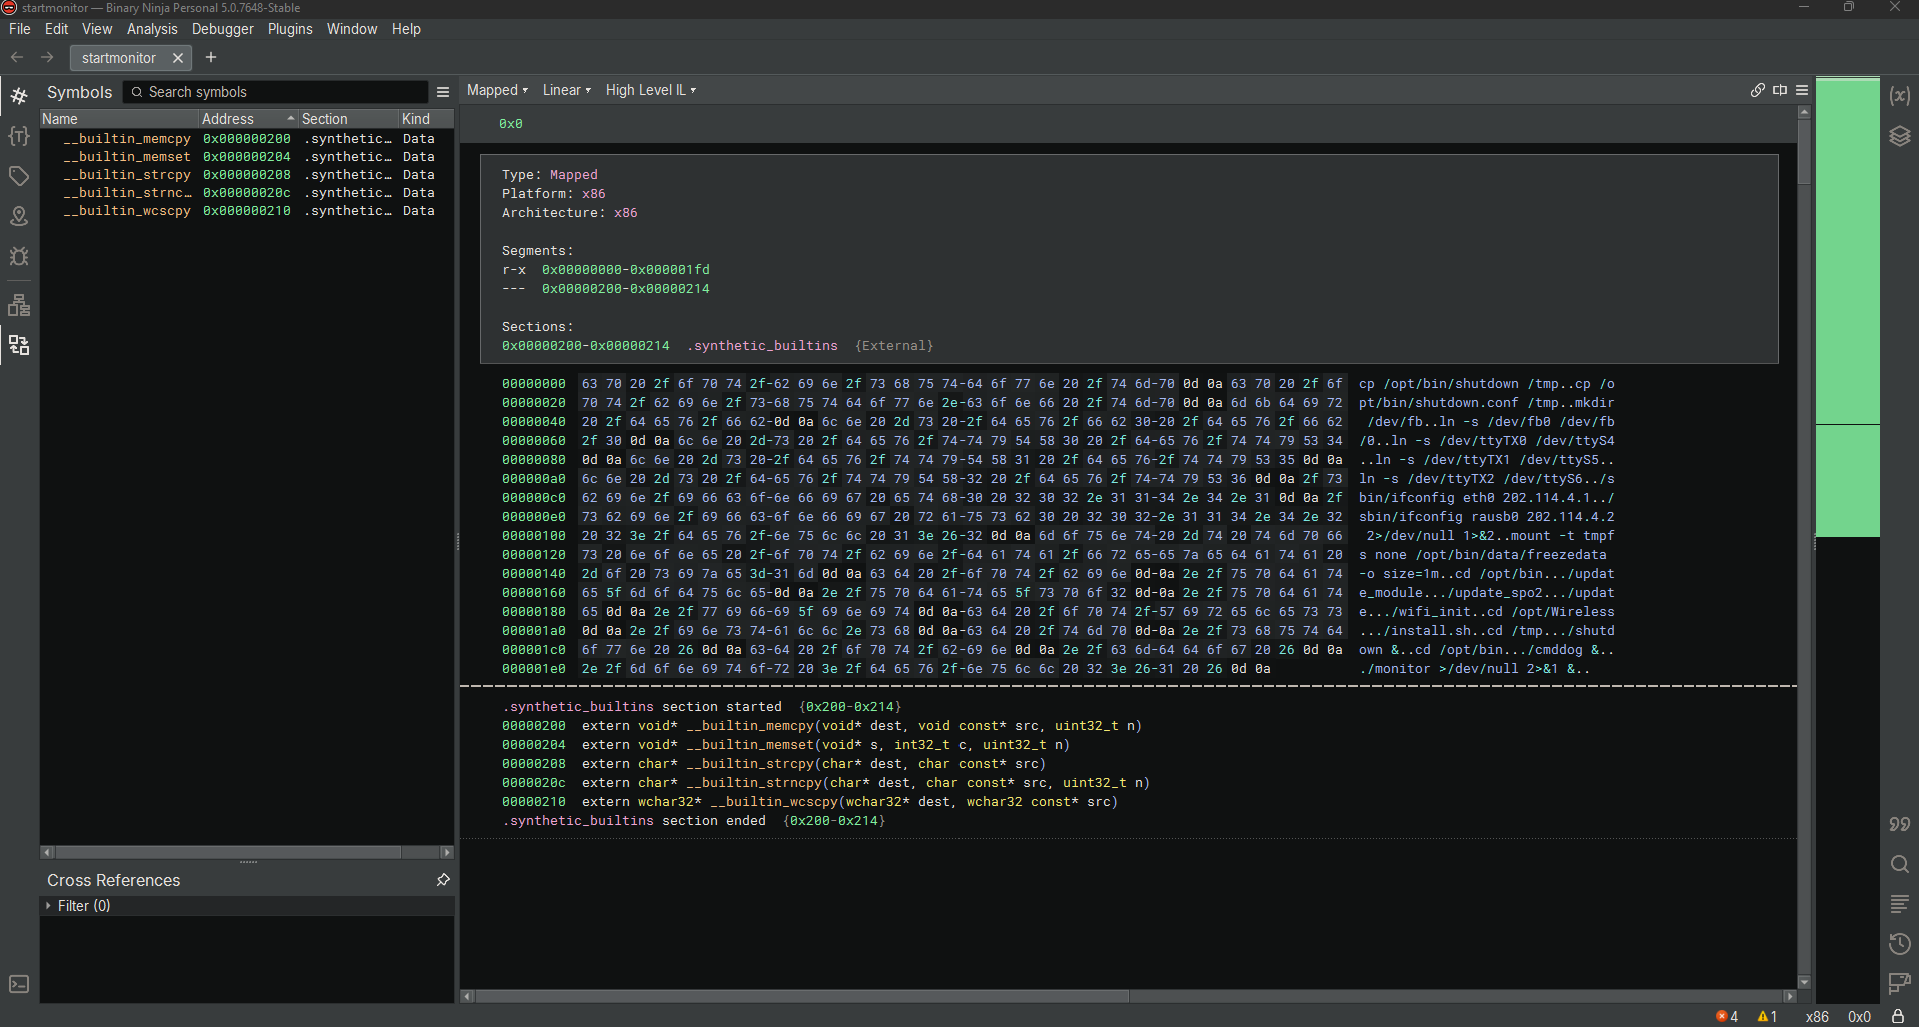 startmonitor — Binary Ninja Personal 5.0.7648-Stable
File Edit View Analysis Debugger Plugins Window Help
startmonitor
Symbols Search symbols
Name Address Section Kind
__builtin_memcpy 0x000000200 .synthetic… Data
__builtin_memset 0x000000204 .synthetic… Data
__builtin_strcpy 0x000000208 .synthetic… Data
__builtin_strnc… 0x00000020c .synthetic… Data
__builtin_wcscpy 0x000000210 .synthetic… Data
Cross References
Filter (0)
Mapped Linear High Level IL
0x0
Type: Mapped
Platform: x86
Architecture: x86
Segments:
r-x 0x00000000-0x000001fd
--- 0x00000200-0x00000214
Sections:
0x00000200-0x00000214 .synthetic_builtins {External}
00000000 63 70 20 2f 6f 70 74 2f-62 69 6e 2f 73 68 75 74-64 6f 77 6e 20 2f 74 6d-70 0d 0a 63 70 20 2f 6f cp /opt/bin/shutdown /tmp..cp /o
00000020 70 74 2f 62 69 6e 2f 73-68 75 74 64 6f 77 6e 2e-63 6f 6e 66 20 2f 74 6d-70 0d 0a 6d 6b 64 69 72 pt/bin/shutdown.conf /tmp..mkdir
00000040 20 2f 64 65 76 2f 66 62-0d 0a 6c 6e 20 2d 73 20-2f 64 65 76 2f 66 62 30-20 2f 64 65 76 2f 66 62 /dev/fb..ln -s /dev/fb0 /dev/fb
00000060 2f 30 0d 0a 6c 6e 20 2d-73 20 2f 64 65 76 2f 74-74 79 54 58 30 20 2f 64-65 76 2f 74 74 79 53 34 /0..ln -s /dev/ttyTX0 /dev/ttyS4
00000080 0d 0a 6c 6e 20 2d 73 20-2f 64 65 76 2f 74 74 79-54 58 31 20 2f 64 65 76-2f 74 74 79 53 35 0d 0a ..ln -s /dev/ttyTX1 /dev/ttyS5..
000000a0 6c 6e 20 2d 73 20 2f 64-65 76 2f 74 74 79 54 58-32 20 2f 64 65 76 2f 74-74 79 53 36 0d 0a 2f 73 ln -s /dev/ttyTX2 /dev/ttyS6../s
000000c0 62 69 6e 2f 69 66 63 6f-6e 66 69 67 20 65 74 68-30 20 32 30 32 2e 31 31-34 2e 34 2e 31 0d 0a 2f bin/ifconfig eth0 202.114.4.1../
000000e0 73 62 69 6e 2f 69 66 63-6f 6e 66 69 67 20 72 61-75 73 62 30 20 32 30 32-2e 31 31 34 2e 34 2e 32 sbin/ifconfig rausb0 202.114.4.2
00000100 20 32 3e 2f 64 65 76 2f-6e 75 6c 6c 20 31 3e 26-32 0d 0a 6d 6f 75 6e 74-20 2d 74 20 74 6d 70 66 2>/dev/null 1>&2..mount -t tmpf
00000120 73 20 6e 6f 6e 65 20 2f-6f 70 74 2f 62 69 6e 2f-64 61 74 61 2f 66 72 65-65 7a 65 64 61 74 61 20 s none /opt/bin/data/freezedata
00000140 2d 6f 20 73 69 7a 65 3d-31 6d 0d 0a 63 64 20 2f-6f 70 74 2f 62 69 6e 0d-0a 2e 2f 75 70 64 61 74 -o size=1m..cd /opt/bin.../updat
00000160 65 5f 6d 6f 64 75 6c 65-0d 0a 2e 2f 75 70 64 61-74 65 5f 73 70 6f 32 0d-0a 2e 2f 75 70 64 61 74 e_module.../update_spo2.../updat
00000180 65 0d 0a 2e 2f 77 69 66-69 5f 69 6e 69 74 0d 0a-63 64 20 2f 6f 70 74 2f-57 69 72 65 6c 65 73 73 e.../wifi_init..cd /opt/Wireless
000001a0 0d 0a 2e 2f 69 6e 73 74-61 6c 6c 2e 73 68 0d 0a-63 64 20 2f 74 6d 70 0d-0a 2e 2f 73 68 75 74 64 .../install.sh..cd /tmp.../shutd
000001c0 6f 77 6e 20 26 0d 0a 63-64 20 2f 6f 70 74 2f 62-69 6e 0d 0a 2e 2f 63 6d-64 64 6f 67 20 26 0d 0a own &..cd /opt/bin.../cmddog &..
000001e0 2e 2f 6d 6f 6e 69 74 6f-72 20 3e 2f 64 65 76 2f-6e 75 6c 6c 20 32 3e 26-31 20 26 0d 0a ./monitor >/dev/null 2>&1 &..
.synthetic_builtins section started {0x200-0x214}
00000200 extern void* __builtin_memcpy(void* dest, void const* src, uint32_t n)
00000204 extern void* __builtin_memset(void* s, int32_t c, uint32_t n)
00000208 extern char* __builtin_strcpy(char* dest, char const* src)
0000020c extern char* __builtin_strncpy(char* dest, char const* src, uint32_t n)
00000210 extern wchar32* __builtin_wcscpy(wchar32* dest, wchar32 const* src)
.synthetic_builtins section ended {0x200-0x214}
4 1 x86 0x0